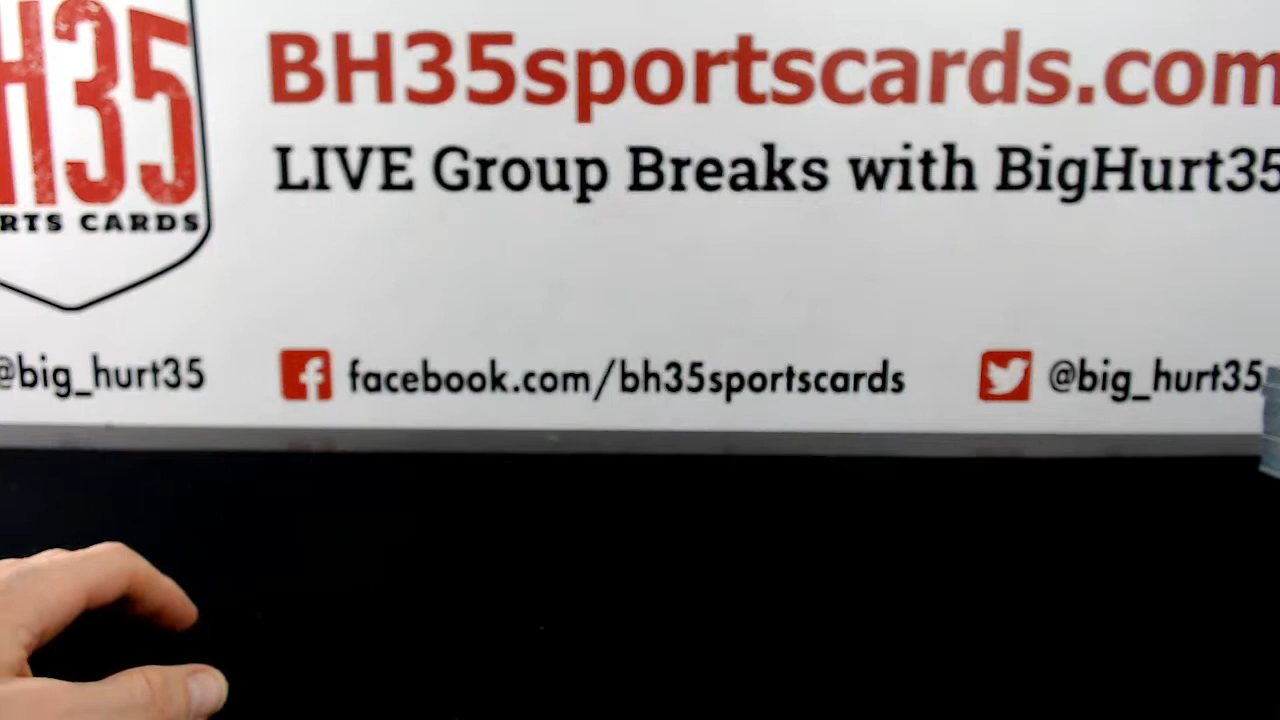 H35
RTS CARDS
BH35sportscards.com
LIVE Group Breaks with BigHurt35
@big_hurt35
facebook.com/bh35sportscards
@big_hurt35